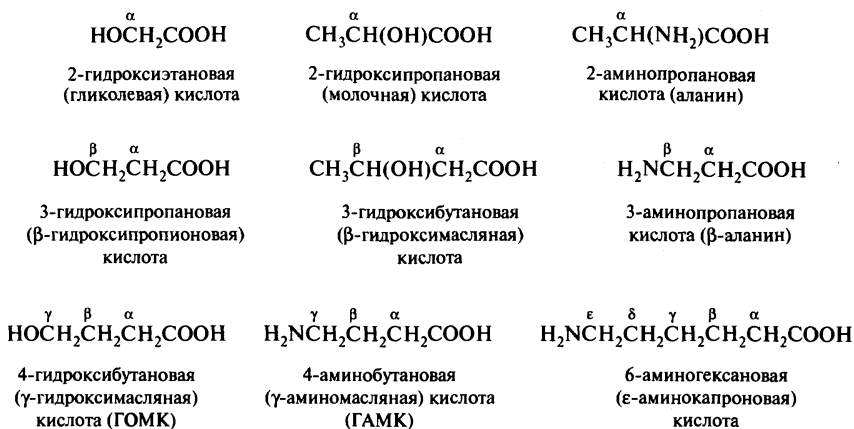 α α α
HOCH₂COOH CH₃CH(OH)COOH CH₃CH(NH₂)COOH
2-гидроксиэтановая 2-гидроксипропановая 2-аминопропановая
(гликолевая) кислота (молочная) кислота кислота (аланин)
β α β α β α
HOCH₂CH₂COOH CH₃CH(OH)CH₂COOH H₂NCH₂CH₂COOH
3-гидроксипропановая 3-гидроксибутановая 3-аминопропановая
(β-гидроксипропионовая) (β-гидроксимасляная) кислота (β-аланин)
кислота кислота
γ β α γ β α ε δ γ β α
HOCH₂CH₂CH₂COOH H₂NCH₂CH₂CH₂COOH H₂NCH₂CH₂CH₂CH₂CH₂COOH
4-гидроксибутановая 4-аминобутановая 6-аминогексановая
(γ-гидроксимасляная) (γ-аминомасляная) кислота (ε-аминокапроновая)
кислота (ГОМК) (ГАМК) кислота